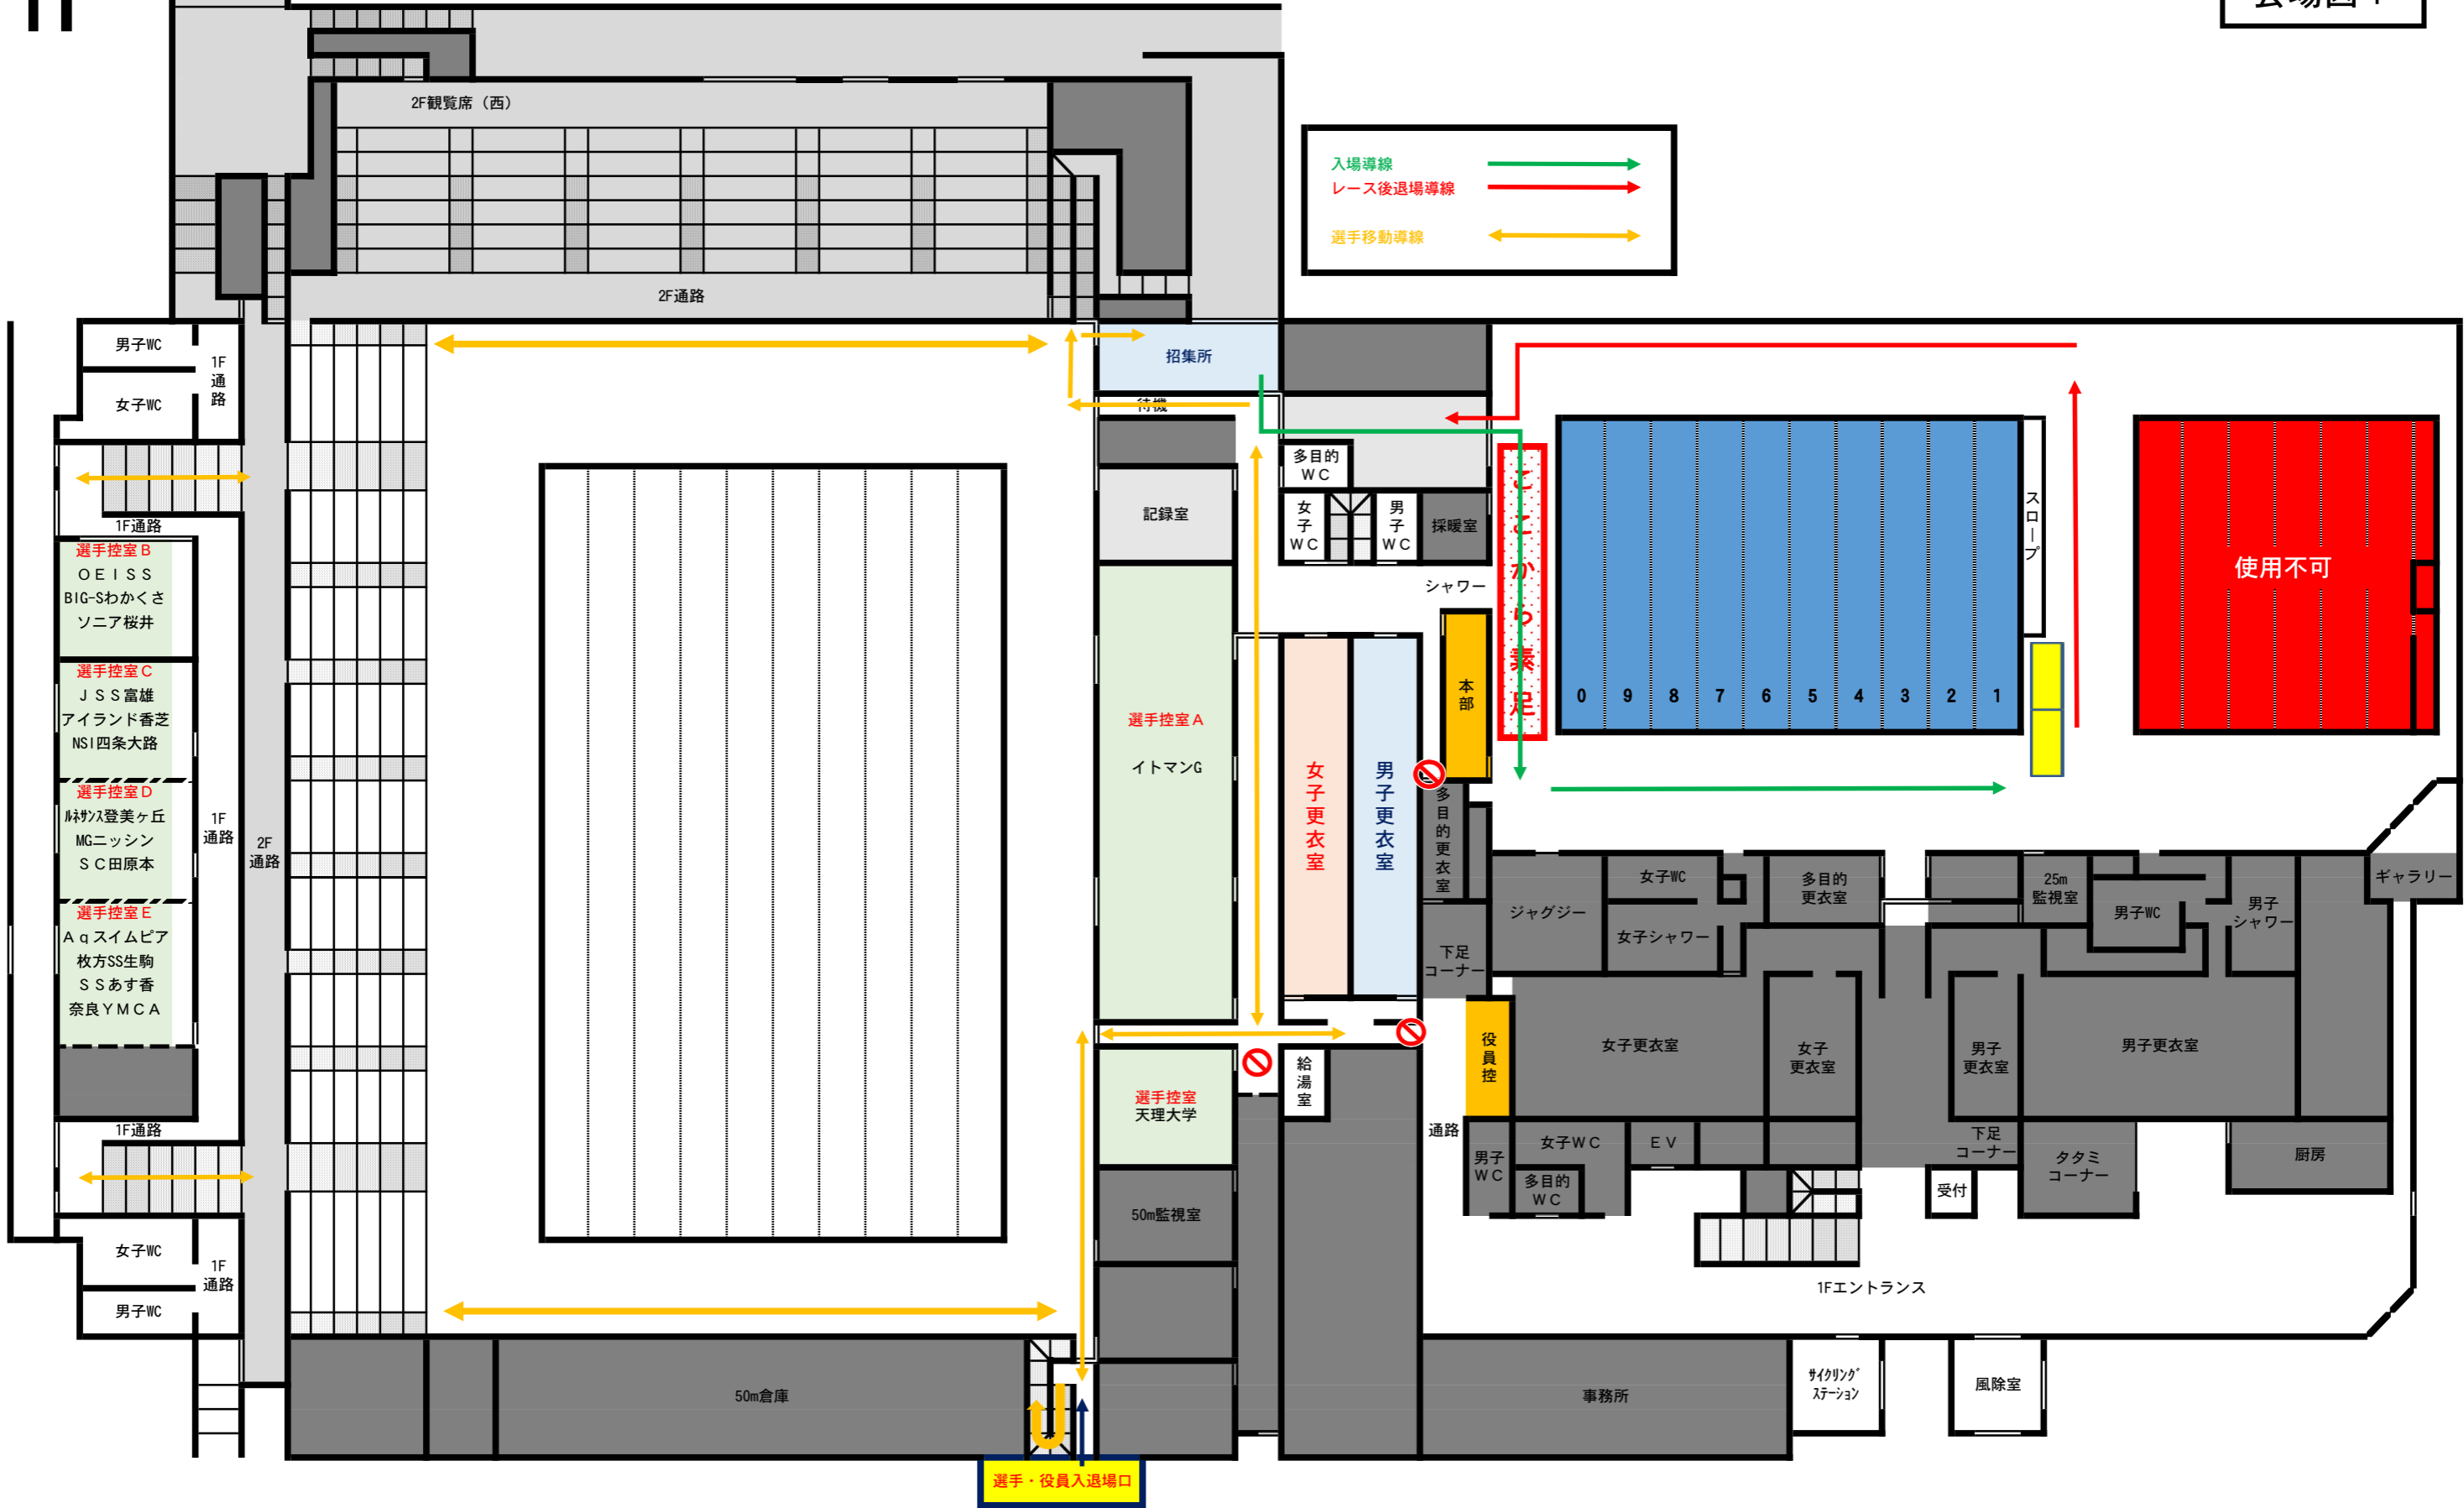 2F観覧席（西）
入場導線
レース後退場導線
選手移動導線
2F通路
男子WC
女子WC
1F
通
路
招集所
待機
多目的
ＷＣ
記録室
女
子
ＷＣ
男
子
ＷＣ
採暖室
シャワー
ここから素足
スロープ
使用不可
1F通路
選手控室Ｂ
ＯＥＩＳＳ
BIG-Sわかくさ
ソニア桜井
選手控室Ｃ
ＪＳＳ富雄
アイランド香芝
NSI四条大路
選手控室Ｄ
ﾙﾈｻﾝｽ登美ヶ丘
MGニッシン
ＳＣ田原本
選手控室Ｅ
Ａｑスイムピア
枚方SS生駒
ＳＳあす香
奈良ＹＭＣＡ
1F
通路
2F
通路
選手控室Ａ
イトマンG
女子更衣室
男子更衣室
本部
0 9 8 7 6 5 4 3 2 1
多目的更衣室
下足
コーナー
ジャグジー
女子WC
女子シャワー
多目的
更衣室
25m
監視室
男子WC
男子
シャワー
ギャラリー
役員控
女子更衣室
女子
更衣室
男子
更衣室
男子更衣室
給湯室
選手控室
天理大学
通路
男子
ＷＣ
女子ＷＣ
多目的
ＷＣ
ＥＶ
下足
コーナー
受付
タタミ
コーナー
厨房
50m監視室
1F通路
女子WC
男子WC
1F
通路
1Fエントランス
50m倉庫
事務所
ｻｲｸﾘﾝｸﾞ
ｽﾃｰｼｮﾝ
風除室
選手・役員入退場口